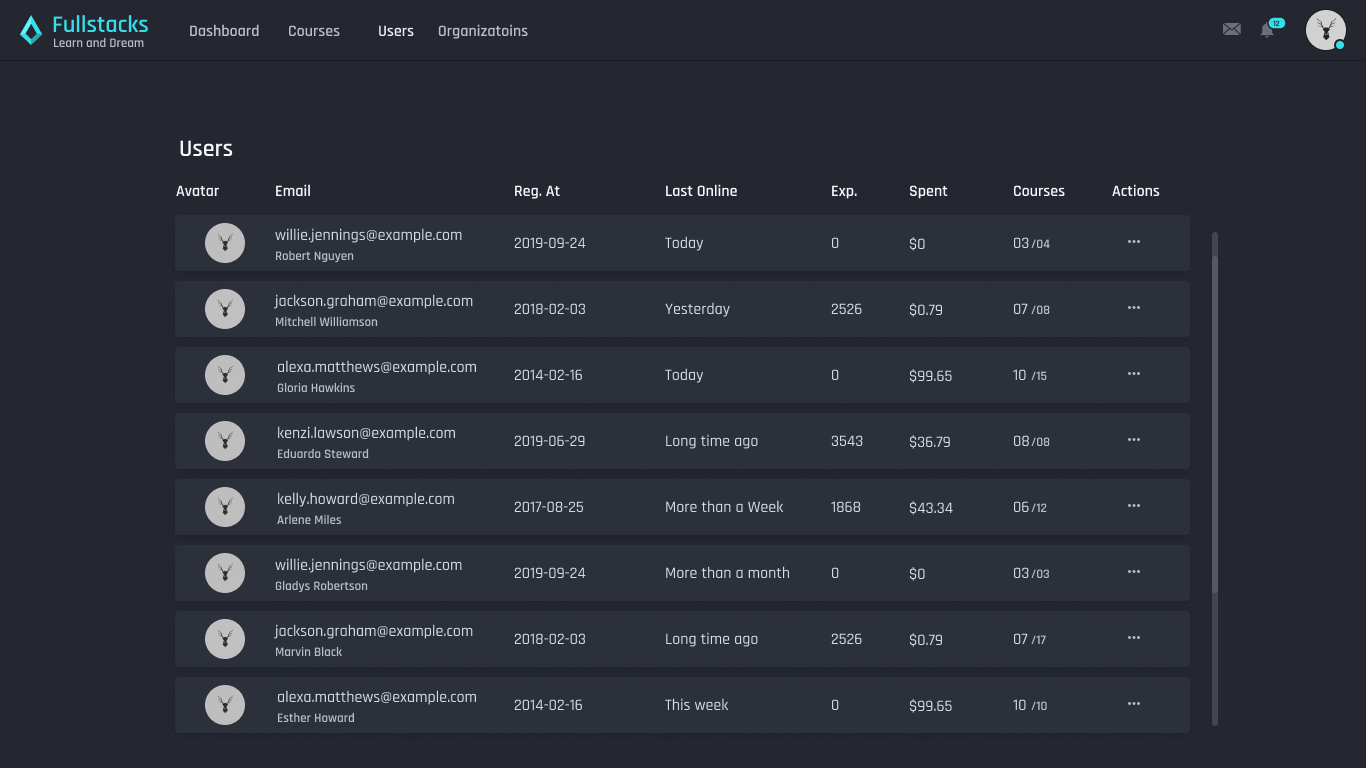 Fullstacks
Learn and Dream
Dashboard Courses Users Organizatoins
12
Users
Avatar Email Reg. At Last Online Exp. Spent Courses Actions
willie.jennings@example.com
Robert Nguyen
2019-09-24 Today 0 $0 03 /04
jackson.graham@example.com
Mitchell Williamson
2018-02-03 Yesterday 2526 $0.79 07 /08
alexa.matthews@example.com
Gloria Hawkins
2014-02-16 Today 0 $99.65 10 /15
kenzi.lawson@example.com
Eduardo Steward
2019-06-29 Long time ago 3543 $36.79 08 /08
kelly.howard@example.com
Arlene Miles
2017-08-25 More than a Week 1868 $43.34 06 /12
willie.jennings@example.com
Gladys Robertson
2019-09-24 More than a month 0 $0 03 /03
jackson.graham@example.com
Marvin Black
2018-02-03 Long time ago 2526 $0.79 07 /17
alexa.matthews@example.com
Esther Howard
2014-02-16 This week 0 $99.65 10 /10